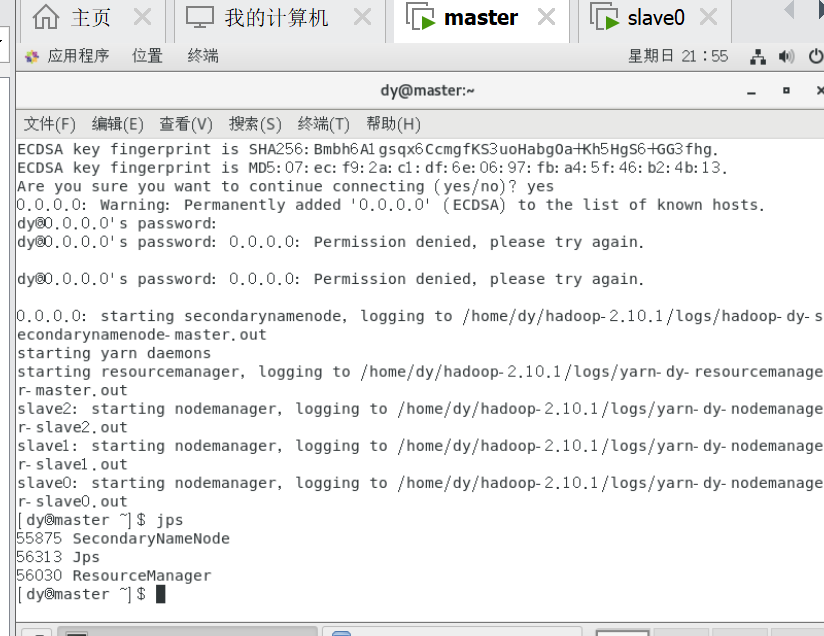 主页
我的计算机
master
slave0
应用程序 位置 终端 星期日 21：55
dy@master:~
文件(F) 编辑(E) 查看(V) 搜索(S) 终端(T) 帮助(H)
ECDSA key fingerprint is SHA256:Bmbh6A1gsqx6CcmgfKS3uoHabgOa+Kh5HgS6+GG3fhg.
ECDSA key fingerprint is MD5:07:ec:f9:2a:c1:df:6e:06:97:fb:a4:5f:46:b2:4b:13.
Are you sure you want to continue connecting (yes/no)? yes
0.0.0.0: Warning: Permanently added '0.0.0.0' (ECDSA) to the list of known hosts.
dy@0.0.0.0's password:
dy@0.0.0.0's password: 0.0.0.0: Permission denied, please try again.
dy@0.0.0.0's password: 0.0.0.0: Permission denied, please try again.
0.0.0.0: starting secondarynamenode, logging to /home/dy/hadoop-2.10.1/logs/hadoop-dy-s
econdarynamenode-master.out
starting yarn daemons
starting resourcemanager, logging to /home/dy/hadoop-2.10.1/logs/yarn-dy-resourcemanage
r-master.out
slave2: starting nodemanager, logging to /home/dy/hadoop-2.10.1/logs/yarn-dy-nodemanage
r-slave2.out
slave1: starting nodemanager, logging to /home/dy/hadoop-2.10.1/logs/yarn-dy-nodemanage
r-slave1.out
slave0: starting nodemanager, logging to /home/dy/hadoop-2.10.1/logs/yarn-dy-nodemanage
r-slave0.out
[dy@master ~]$ jps
55875 SecondaryNameNode
56313 Jps
56030 ResourceManager
[dy@master ~]$